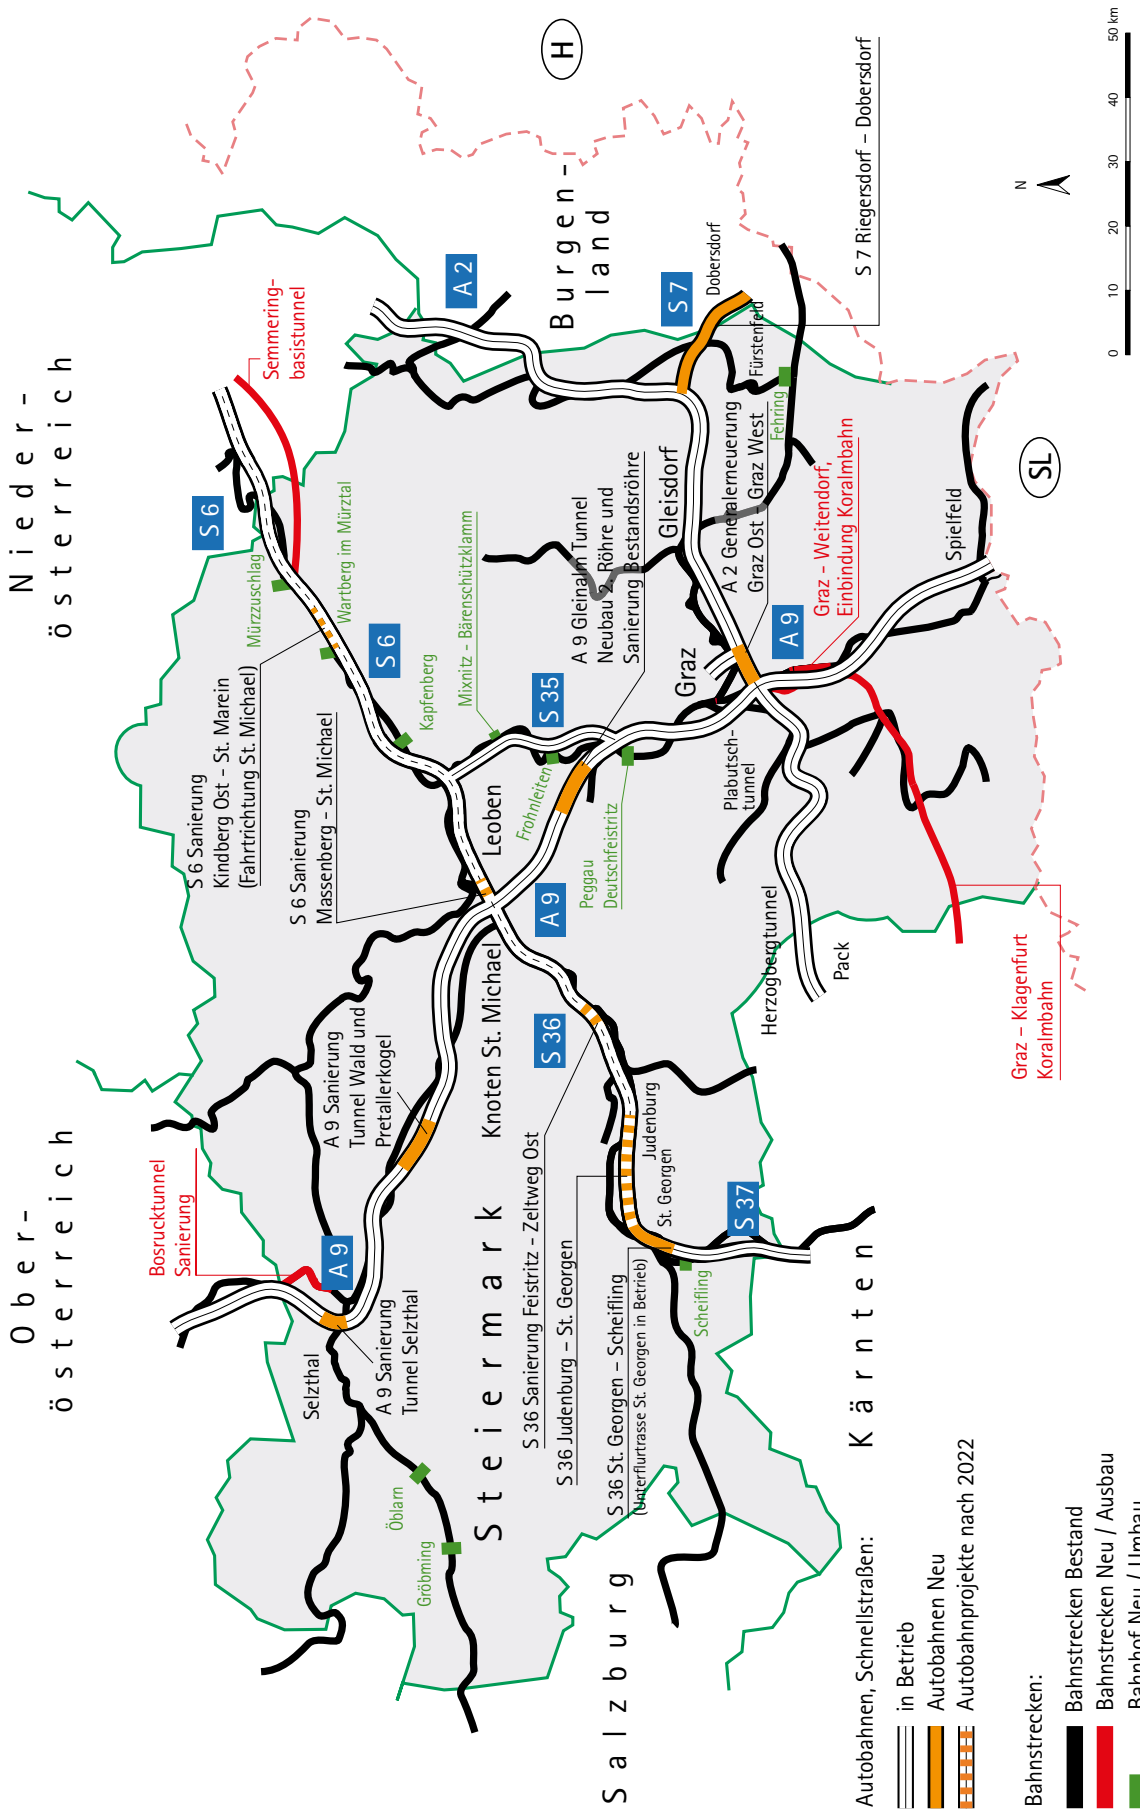 Ober-
österreich
Nieder-
österreich
Burgen-
land
Salzburg
Steiermark
Kärnten
H
SL
Bosrucktunnel
Sanierung
A 9
Selzthal
A 9 Sanierung
Tunnel Selzthal
A 9 Sanierung
Tunnel Wald und
Pretallerkogel
Öblarn
Gröbming
S 6 Sanierung
Kindberg Ost – St. Marein
(Fahrtrichtung St. Michael)
S 6 Sanierung
Massenberg – St. Michael
Mürzzuschlag
Wartberg im Mürztal
Semmering-
basistunnel
S 6
S 6
Kapfenberg
Mixnitz – Bärenschützklamm
S 35
Frohnleiten
Leoben
Knoten St. Michael
A 9
Peggau
Deutschfeistritz
A 9 Gleinalm Tunnel
Neubau 2. Röhre und
Sanierung Bestandsröhre
A 2
S 7
Dobersdorf
Fürstenfeld
S 7 Riegersdorf – Dobersdorf
Fehring
Gleisdorf
Graz
A 2 Generalerneuerung
Graz Ost – Graz West
A 9
Graz – Weitendorf,
Einbindung Koralmbahn
Spielfeld
Plabutsch-
tunnel
Herzogbergtunnel
Pack
Graz – Klagenfurt
Koralmbahn
S 36
S 36 Sanierung Feistritz – Zeltweg Ost
S 36 Judenburg – St. Georgen
S 36 St. Georgen – Scheifling
(Unterflurtrasse St. Georgen in Betrieb)
Judenburg
St. Georgen
S 37
Scheifling
Autobahnen, Schnellstraßen:
in Betrieb
Autobahnen Neu
Autobahnprojekte nach 2022
Bahnstrecken:
Bahnstrecken Bestand
Bahnstrecken Neu / Ausbau
Bahnhof Neu / Umbau
N
0 10 20 30 40 50 km